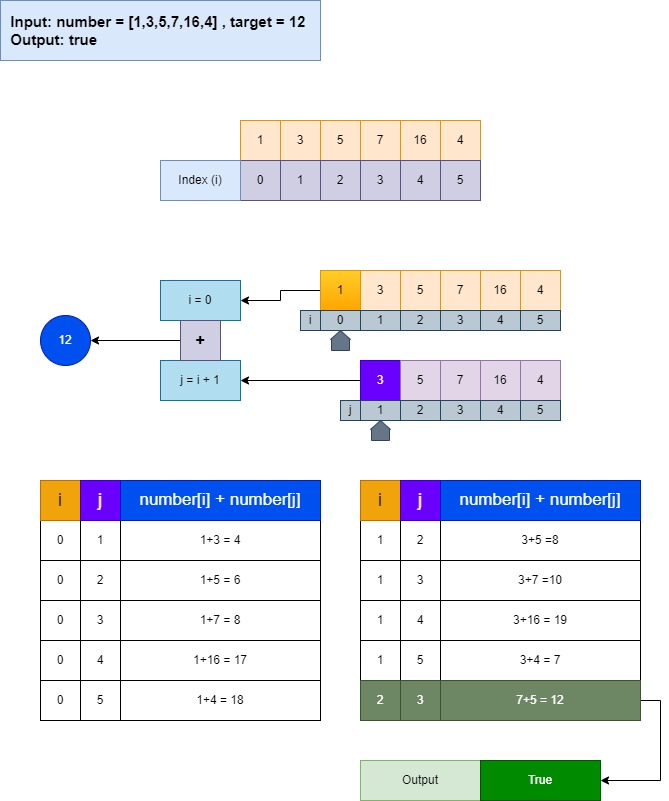 Input: number = [1,3,5,7,16,4] , target = 12
Output: true
1 3 5 7 16 4
Index (i) 0 1 2 3 4 5
i = 0 1 3 5 7 16 4
i 0 1 2 3 4 5
12 +
j = i + 1 3 5 7 16 4
j 1 2 3 4 5
i j number[i] + number[j]
0 1 1+3 = 4
0 2 1+5 = 6
0 3 1+7 = 8
0 4 1+16 = 17
0 5 1+4 = 18
i j number[i] + number[j]
1 2 3+5 =8
1 3 3+7 =10
1 4 3+16 = 19
1 5 3+4 = 7
2 3 7+5 = 12
Output True